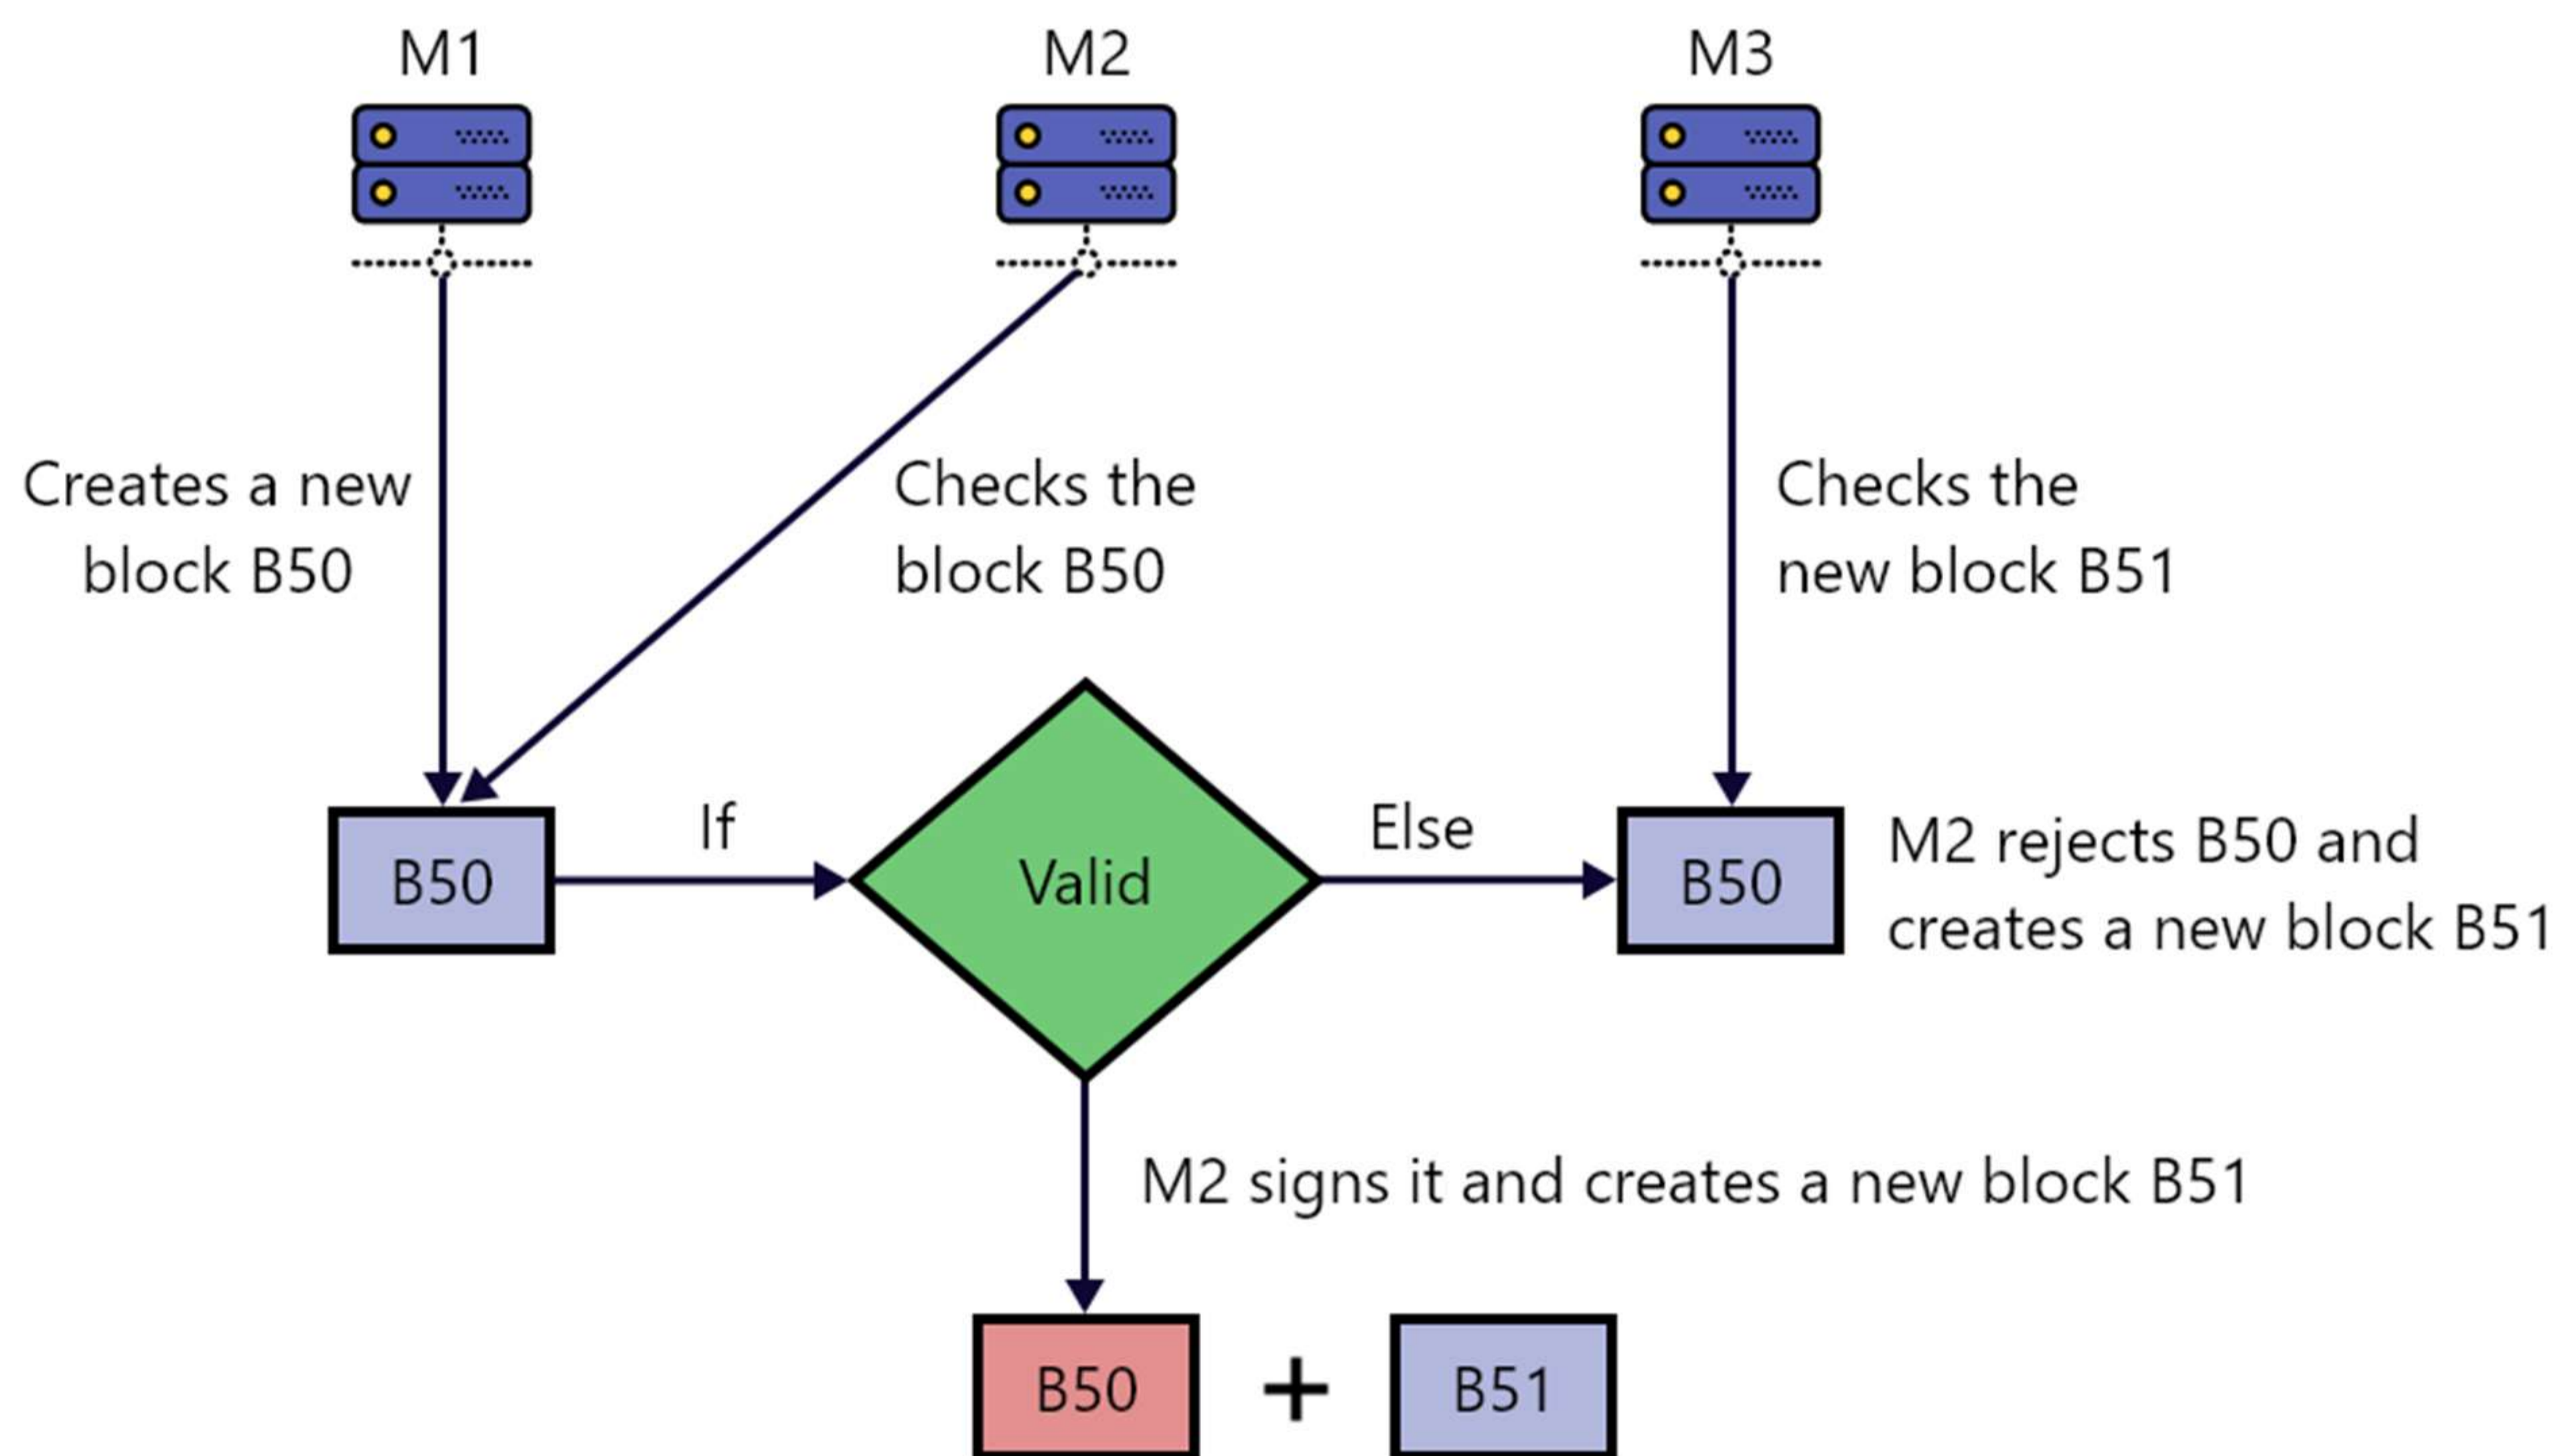 M1
M2
M3
Creates a new
block B50
Checks the
block B50
Checks the
new block B51
B50
If
Valid
Else
B50
M2 rejects B50 and
creates a new block B51
M2 signs it and creates a new block B51
B50
+
B51